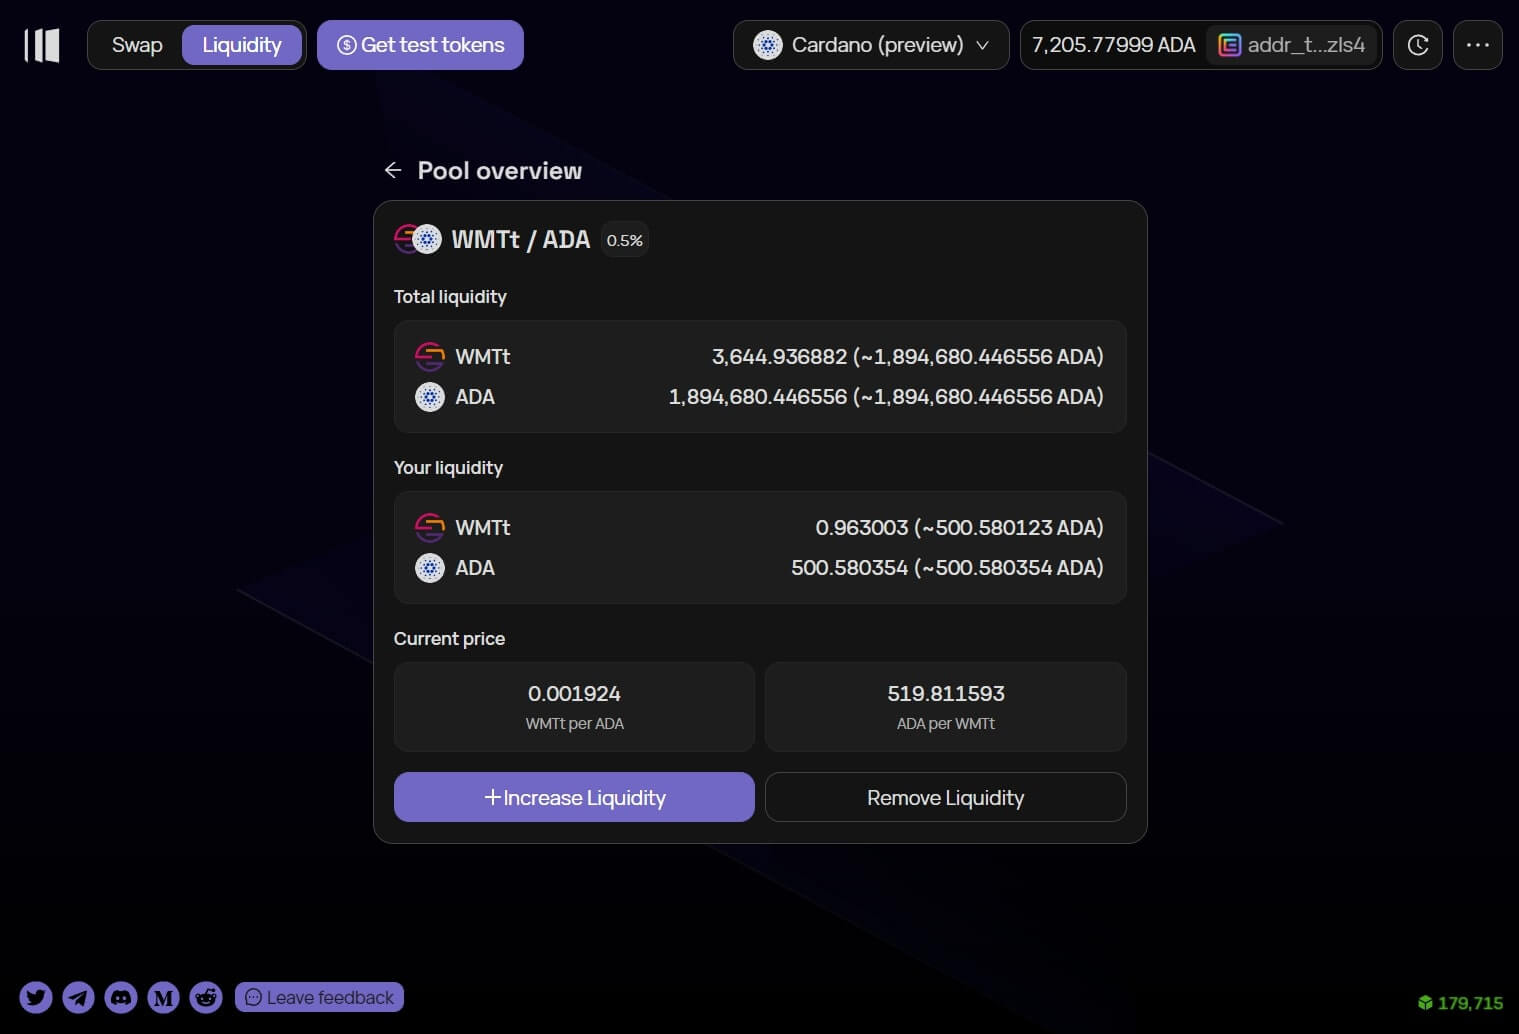 Swap
Liquidity
Get test tokens
Cardano (preview)
7,205.77999 ADA
addr_t...zls4
Pool overview
WMTt / ADA 0.5%
Total liquidity
WMTt 3,644.936882 (~1,894,680.446556 ADA)
ADA 1,894,680.446556 (~1,894,680.446556 ADA)
Your liquidity
WMTt 0.963003 (~500.580123 ADA)
ADA 500.580354 (~500.580354 ADA)
Current price
0.001924
WMTt per ADA
519.811593
ADA per WMTt
+Increase Liquidity
Remove Liquidity
Leave feedback
179,715